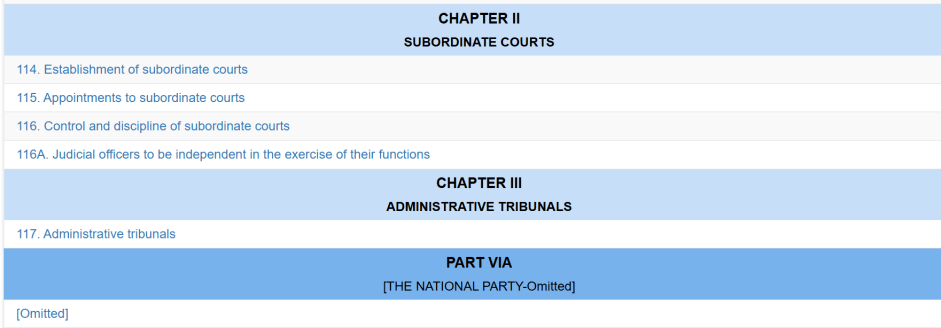 CHAPTER II
SUBORDINATE COURTS
114. Establishment of subordinate courts
115. Appointments to subordinate courts
116. Control and discipline of subordinate courts
116A. Judicial officers to be independent in the exercise of their functions
CHAPTER III
ADMINISTRATIVE TRIBUNALS
117. Administrative tribunals
PART VIA
[THE NATIONAL PARTY-Omitted]
[Omitted]